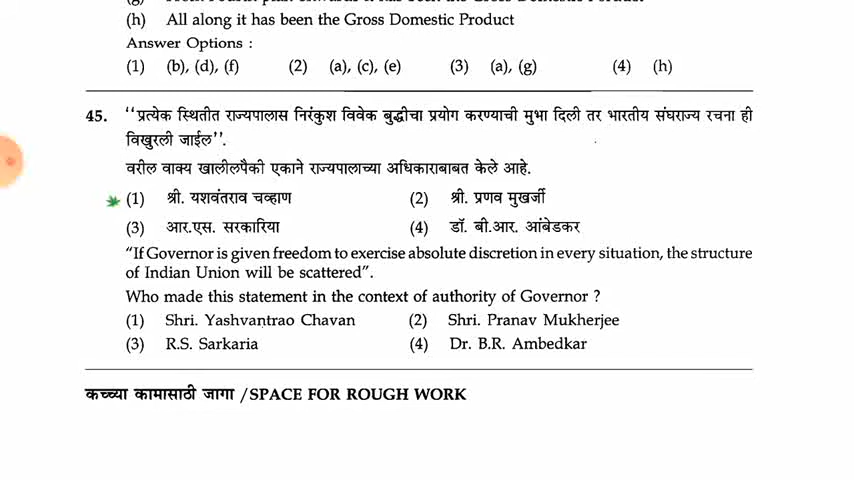 (h) All along it has been the Gross Domestic Product
Answer Options :
(1) (b), (d), (f) (2) (a), (c), (e) (3) (a), (g) (4) (h)
45. ‘‘प्रत्येक स्थितीत राज्यपालास निरंकुश विवेक बुद्धीचा प्रयोग करण्याची मुभा दिली तर भारतीय संघराज्य रचना ही
विखुरली जाईल’’.
वरील वाक्य खालीलपैकी एकाने राज्यपालाच्या अधिकाराबाबत केले आहे.
(1) श्री. यशवंतराव चव्हाण (2) श्री. प्रणव मुखर्जी
(3) आर.एस. सरकारिया (4) डॉ. बी.आर. आंबेडकर
“If Governor is given freedom to exercise absolute discretion in every situation, the structure
of Indian Union will be scattered”.
Who made this statement in the context of authority of Governor ?
(1) Shri. Yashvantrao Chavan (2) Shri. Pranav Mukherjee
(3) R.S. Sarkaria (4) Dr. B.R. Ambedkar
कच्च्या कामासाठी जागा / SPACE FOR ROUGH WORK